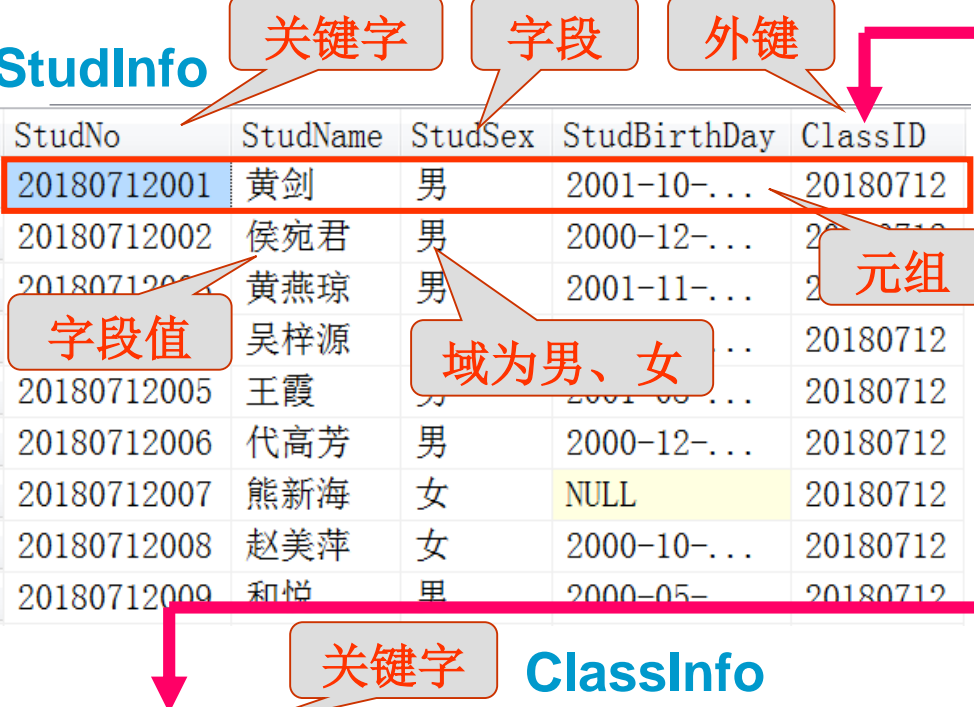 关键字 字段 外键
StudInfo
StudNo StudName StudSex StudBirthDay ClassID
20180712001 黄剑 男 2001-10-... 20180712
20180712002 侯宛君 男 2000-12-...
黄燕琼 男 2001-11-...
元组
字段值 吴梓源 20180712
域为男、女
20180712005 王霞 20180712
20180712006 代高芳 男 2000-12-... 20180712
20180712007 熊新海 女 NULL 20180712
20180712008 赵美萍 女 2000-10-... 20180712
20180712009 和悦 男 2000-05- 20180712
关键字 ClassInfo